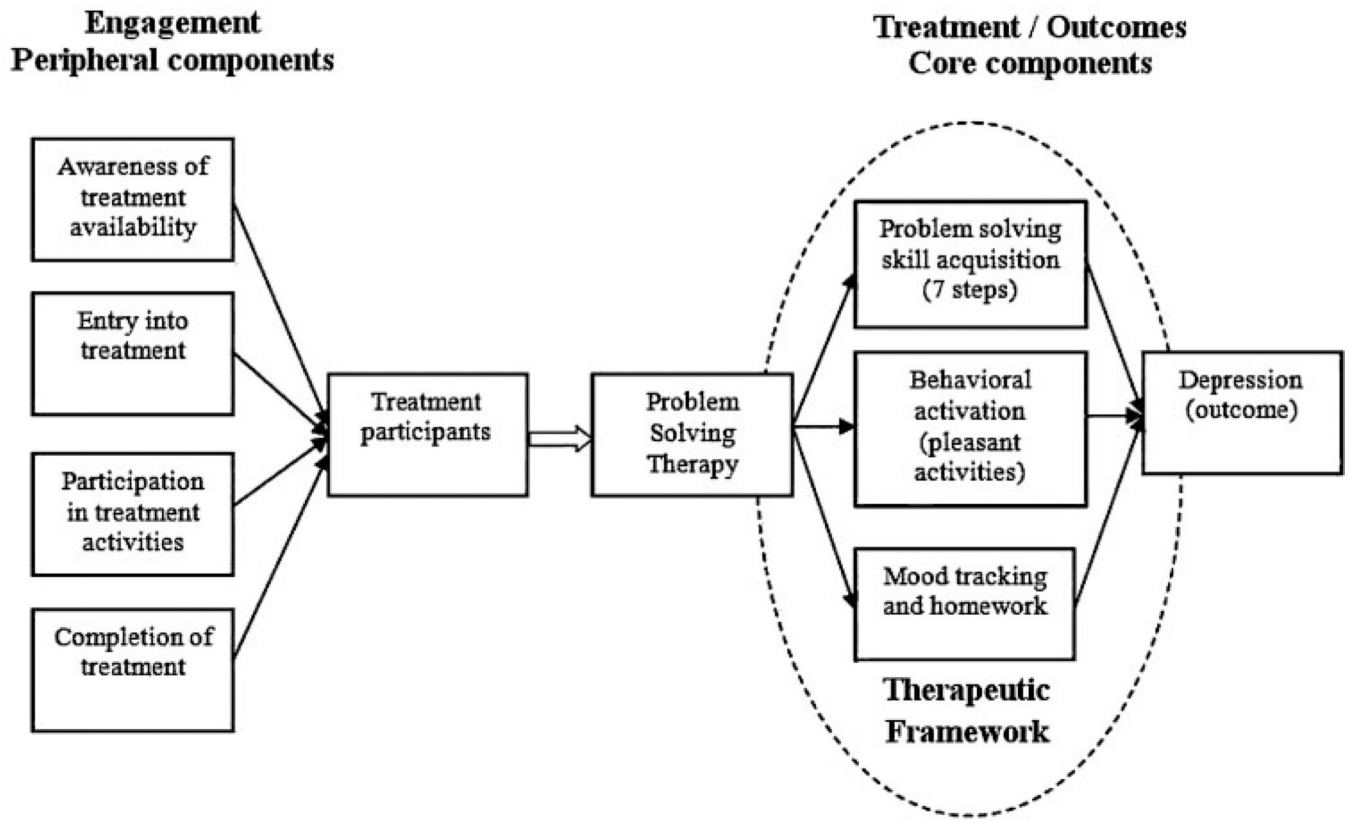 Engagement
Peripheral components
Treatment / Outcomes
Core components
Awareness of
treatment
availability
Entry into
treatment
Participation
in treatment
activities
Completion of
treatment
Treatment
participants
Problem
Solving
Therapy
Problem solving
skill acquisition
(7 steps)
Behavioral
activation
(pleasant
activities)
Mood tracking
and homework
Therapeutic
Framework
Depression
(outcome)